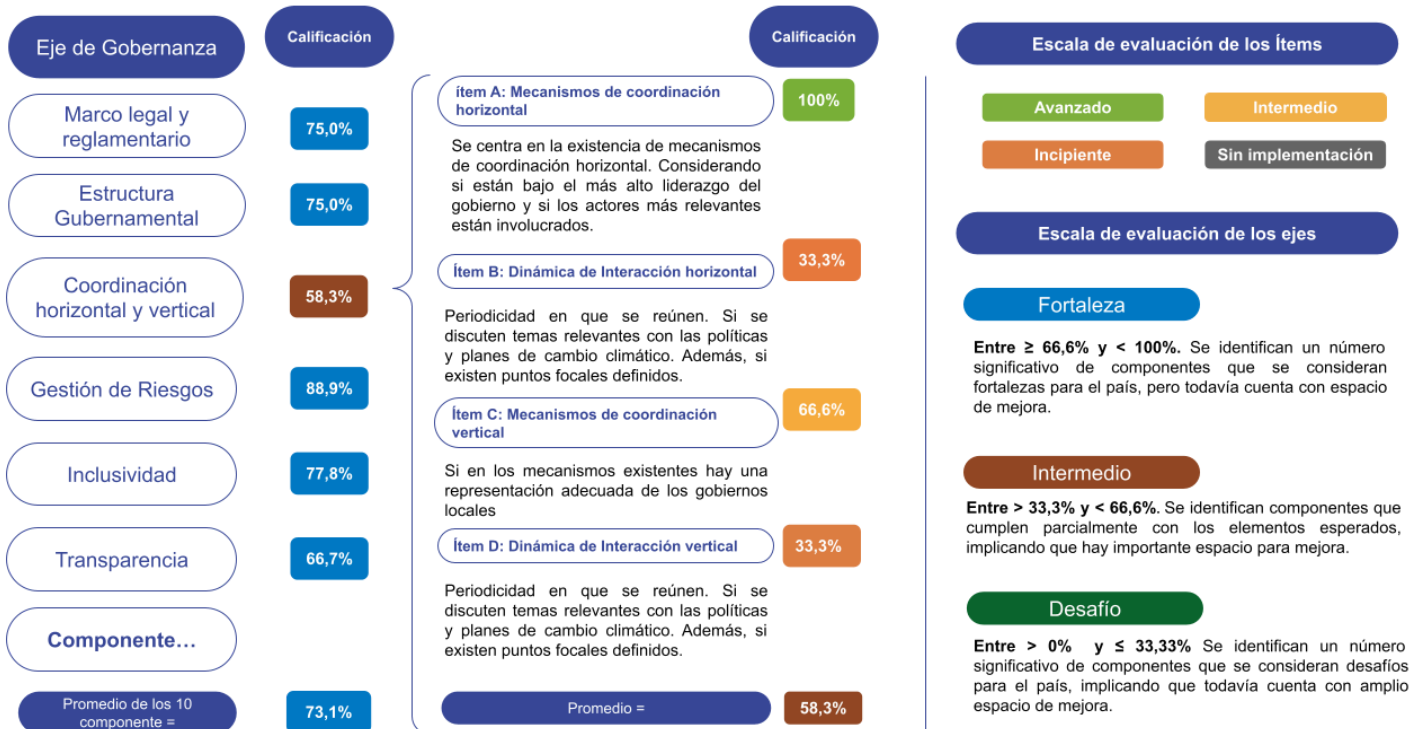 Eje de Gobernanza
Calificación
Marco legal y
reglamentario
75,0%
Estructura
Gubernamental
75,0%
Coordinación
horizontal y vertical
58,3%
Gestión de Riesgos
88,9%
Inclusividad
77,8%
Transparencia
66,7%
Componente...
Promedio de los 10
componente =
73,1%
Calificación
ítem A: Mecanismos de coordinación
horizontal
100%
Se centra en la existencia de mecanismos
de coordinación horizontal. Considerando
si están bajo el más alto liderazgo del
gobierno y si los actores más relevantes
están involucrados.
Ítem B: Dinámica de Interacción horizontal
33,3%
Periodicidad en que se reúnen. Si se
discuten temas relevantes con las políticas
y planes de cambio climático. Además, si
existen puntos focales definidos.
Ítem C: Mecanismos de coordinación
vertical
66,6%
Si en los mecanismos existentes hay una
representación adecuada de los gobiernos
locales
Ítem D: Dinámica de Interacción vertical
33,3%
Periodicidad en que se reúnen. Si se
discuten temas relevantes con las políticas
y planes de cambio climático. Además, si
existen puntos focales definidos.
Promedio =
58,3%
Escala de evaluación de los Ítems
Avanzado
Intermedio
Incipiente
Sin implementación
Escala de evaluación de los ejes
Fortaleza
Entre ≥ 66,6% y < 100%. Se identifican un número
significativo de componentes que se consideran
fortalezas para el país, pero todavía cuenta con espacio
de mejora.
Intermedio
Entre > 33,3% y < 66,6%. Se identifican componentes que
cumplen parcialmente con los elementos esperados,
implicando que hay importante espacio para mejora.
Desafío
Entre > 0% y ≤ 33,33% Se identifican un número
significativo de componentes que se consideran desafíos
para el país, implicando que todavía cuenta con amplio
espacio de mejora.